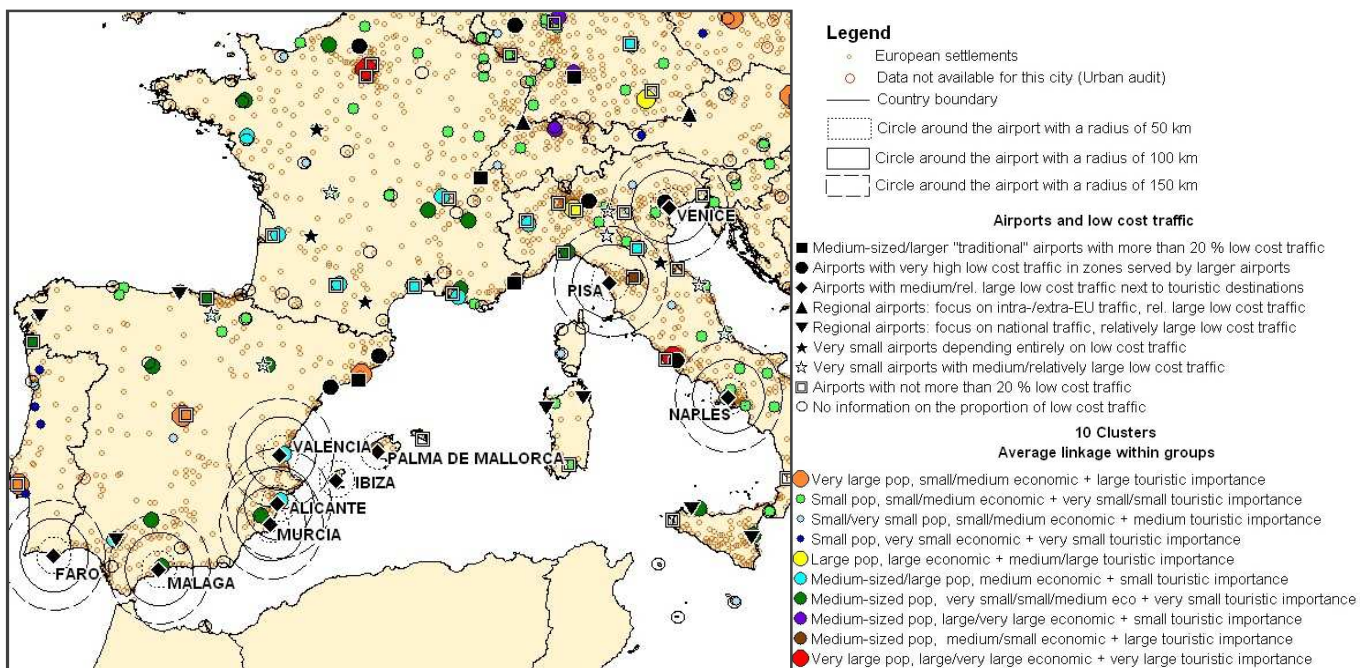 VENICE
PISA
NAPLES
VALENCIA
PALMA DE MALLORCA
IBIZA
ALICANTE
MURCIA
FARO
MALAGA
Legend
European settlements
Data not available for this city (Urban audit)
Country boundary
Circle around the airport with a radius of 50 km
Circle around the airport with a radius of 100 km
Circle around the airport with a radius of 150 km
Airports and low cost traffic
Medium-sized/larger "traditional" airports with more than 20 % low cost traffic
Airports with very high low cost traffic in zones served by larger airports
Airports with medium/rel. large low cost traffic next to touristic destinations
Regional airports: focus on intra-/extra-EU traffic, rel. large low cost traffic
Regional airports: focus on national traffic, relatively large low cost traffic
Very small airports depending entirely on low cost traffic
Very small airports with medium/relatively large low cost traffic
Airports with not more than 20 % low cost traffic
No information on the proportion of low cost traffic
10 Clusters
Average linkage within groups
Very large pop, small/medium economic + large touristic importance
Small pop, small/medium economic + very small/small touristic importance
Small/very small pop, small/medium economic + medium touristic importance
Small pop, very small economic + very small touristic importance
Large pop, large economic + medium/large touristic importance
Medium-sized/large pop, medium economic + small touristic importance
Medium-sized pop, very small/small/medium eco + very small touristic importance
Medium-sized pop, large/very large economic + small touristic importance
Medium-sized pop, medium/small economic + large touristic importance
Very large pop, large/very large economic + very large touristic importance